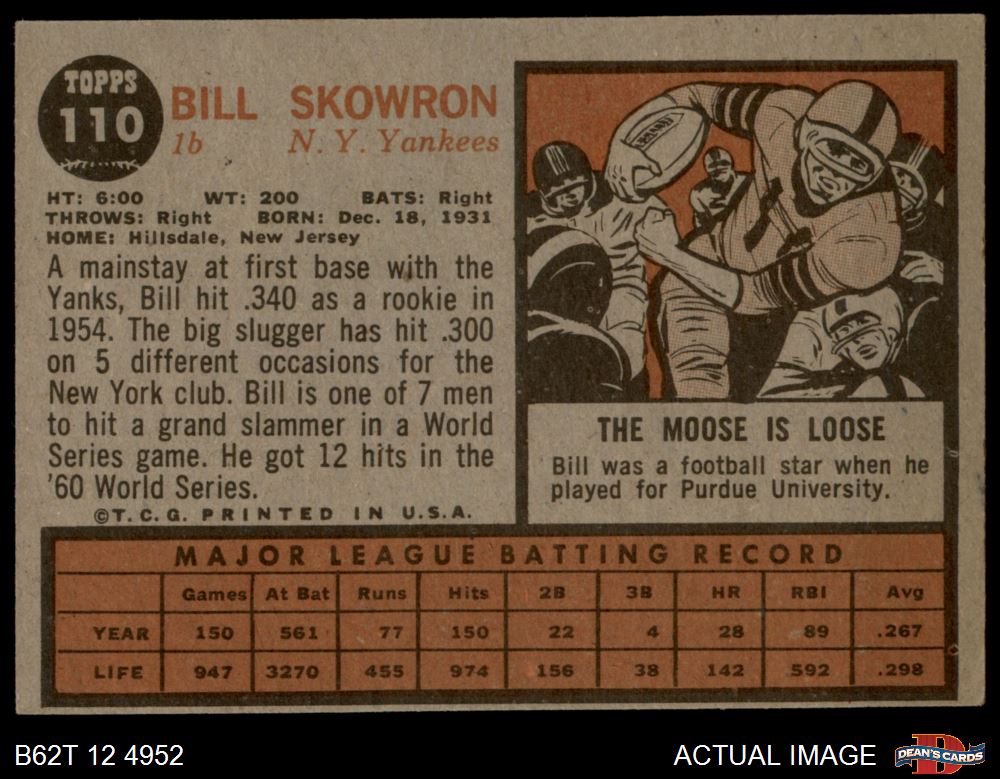 TOPPS
110
BILL SKOWRON
1b N. Y. Yankees
HT: 6:00 WT: 200 BATS: Right
THROWS: Right BORN: Dec. 18, 1931
HOME: Hillsdale, New Jersey
A mainstay at first base with the
Yanks, Bill hit .340 as a rookie in
1954. The big slugger has hit .300
on 5 different occasions for the
New York club. Bill is one of 7 men
to hit a grand slammer in a World
Series game. He got 12 hits in the
'60 World Series.
©T.C.G. PRINTED IN U.S.A.
THE MOOSE IS LOOSE
Bill was a football star when he
played for Purdue University.
MAJOR LEAGUE BATTING RECORD
Games At Bat Runs Hits 2B 3B HR RBI Avg
YEAR 150 561 77 150 22 4 28 89 .267
LIFE 947 3270 455 974 156 38 142 592 .298
B62T 12 4952
ACTUAL IMAGE
D
DEAN'S CARDS